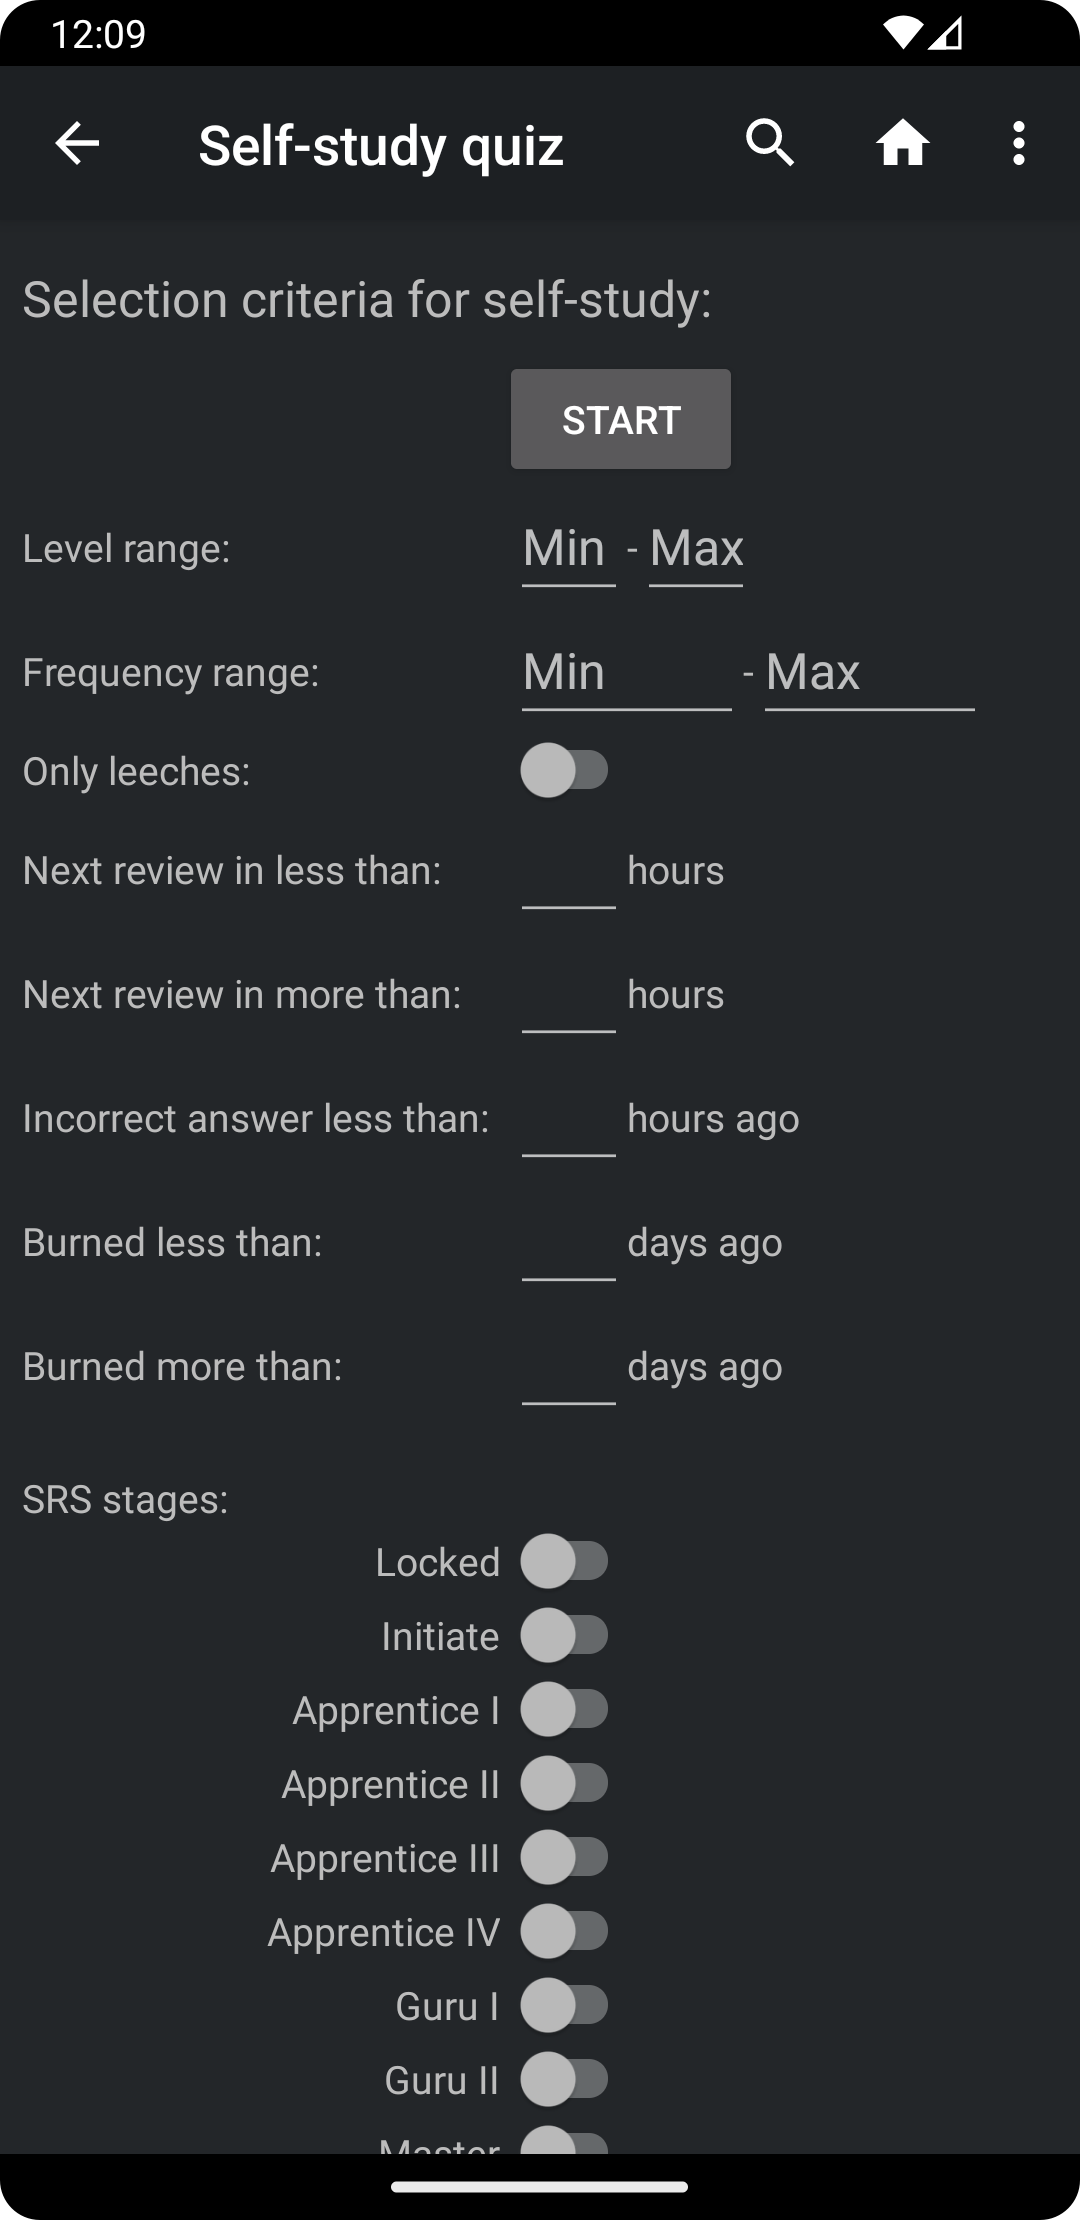 12:09
Self-study quiz
Selection criteria for self-study:
START
Level range: Min - Max
Frequency range: Min - Max
Only leeches:
Next review in less than: hours
Next review in more than: hours
Incorrect answer less than: hours ago
Burned less than: days ago
Burned more than: days ago
SRS stages:
Locked
Initiate
Apprentice I
Apprentice II
Apprentice III
Apprentice IV
Guru I
Guru II
Master